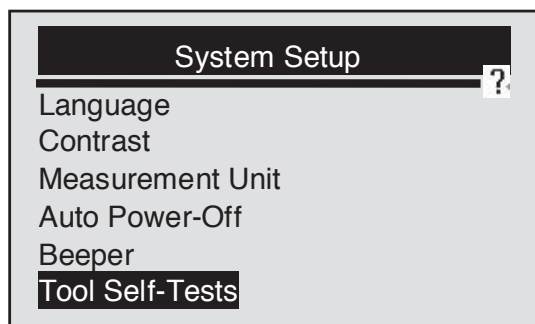 System Setup
?
Language
Contrast
Measurement Unit
Auto Power-Off
Beeper
Tool Self-Tests